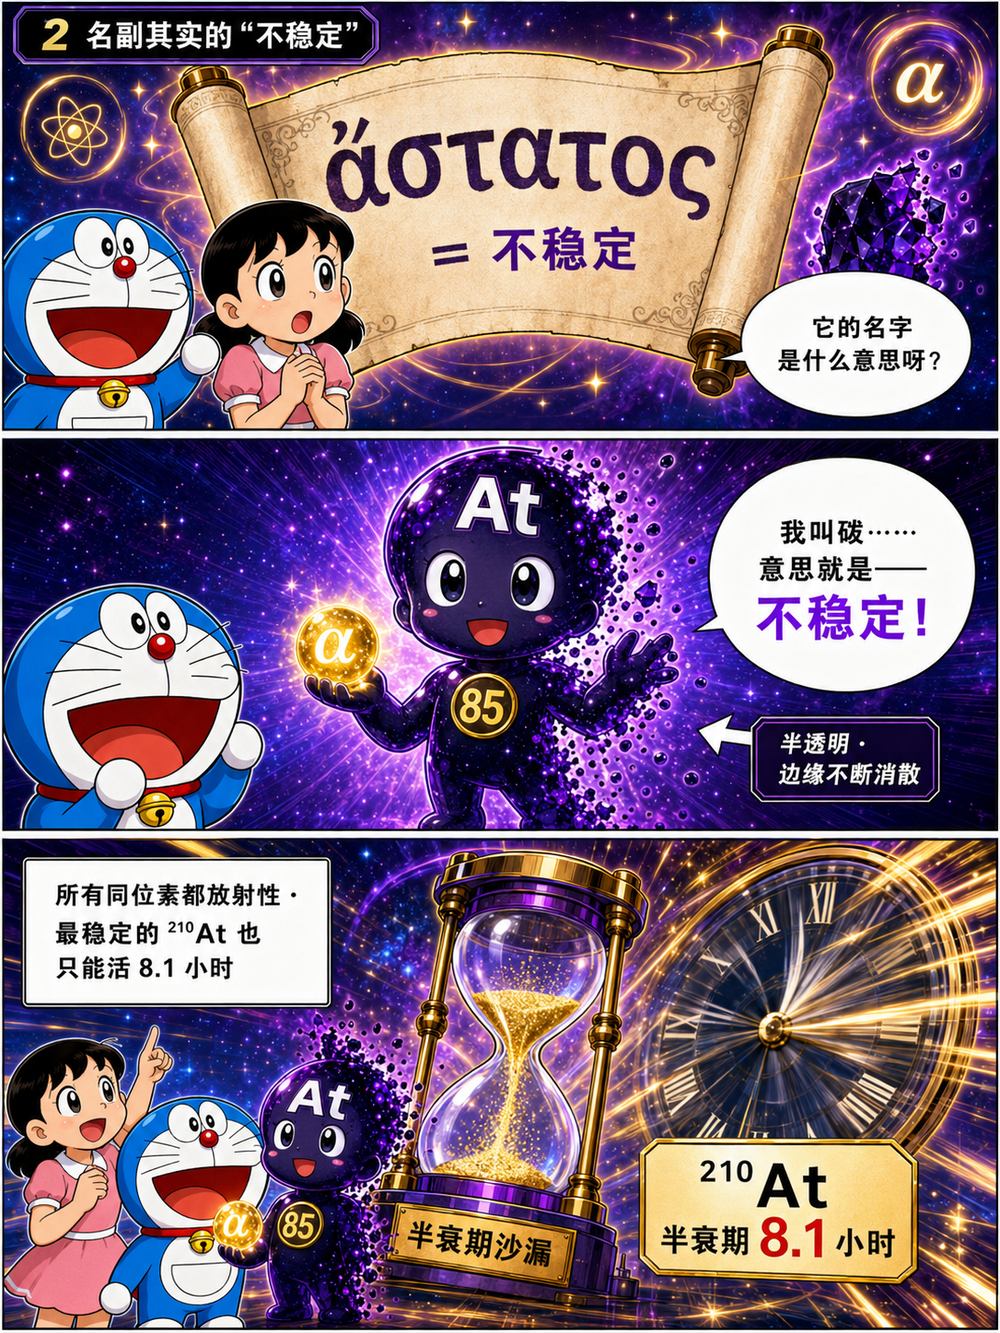 2 名副其实的“不稳定”
α
ἄστατος
= 不稳定
它的名字
是什么意思呀？
At
我叫砹……
意思就是——
不稳定！
α
85
半透明·
边缘不断消散
所有同位素都放射性·
最稳定的 ²¹⁰At 也
只能活 8.1 小时
XI
XII
X
At
α
85
半衰期沙漏
²¹⁰At
半衰期 8.1 小时